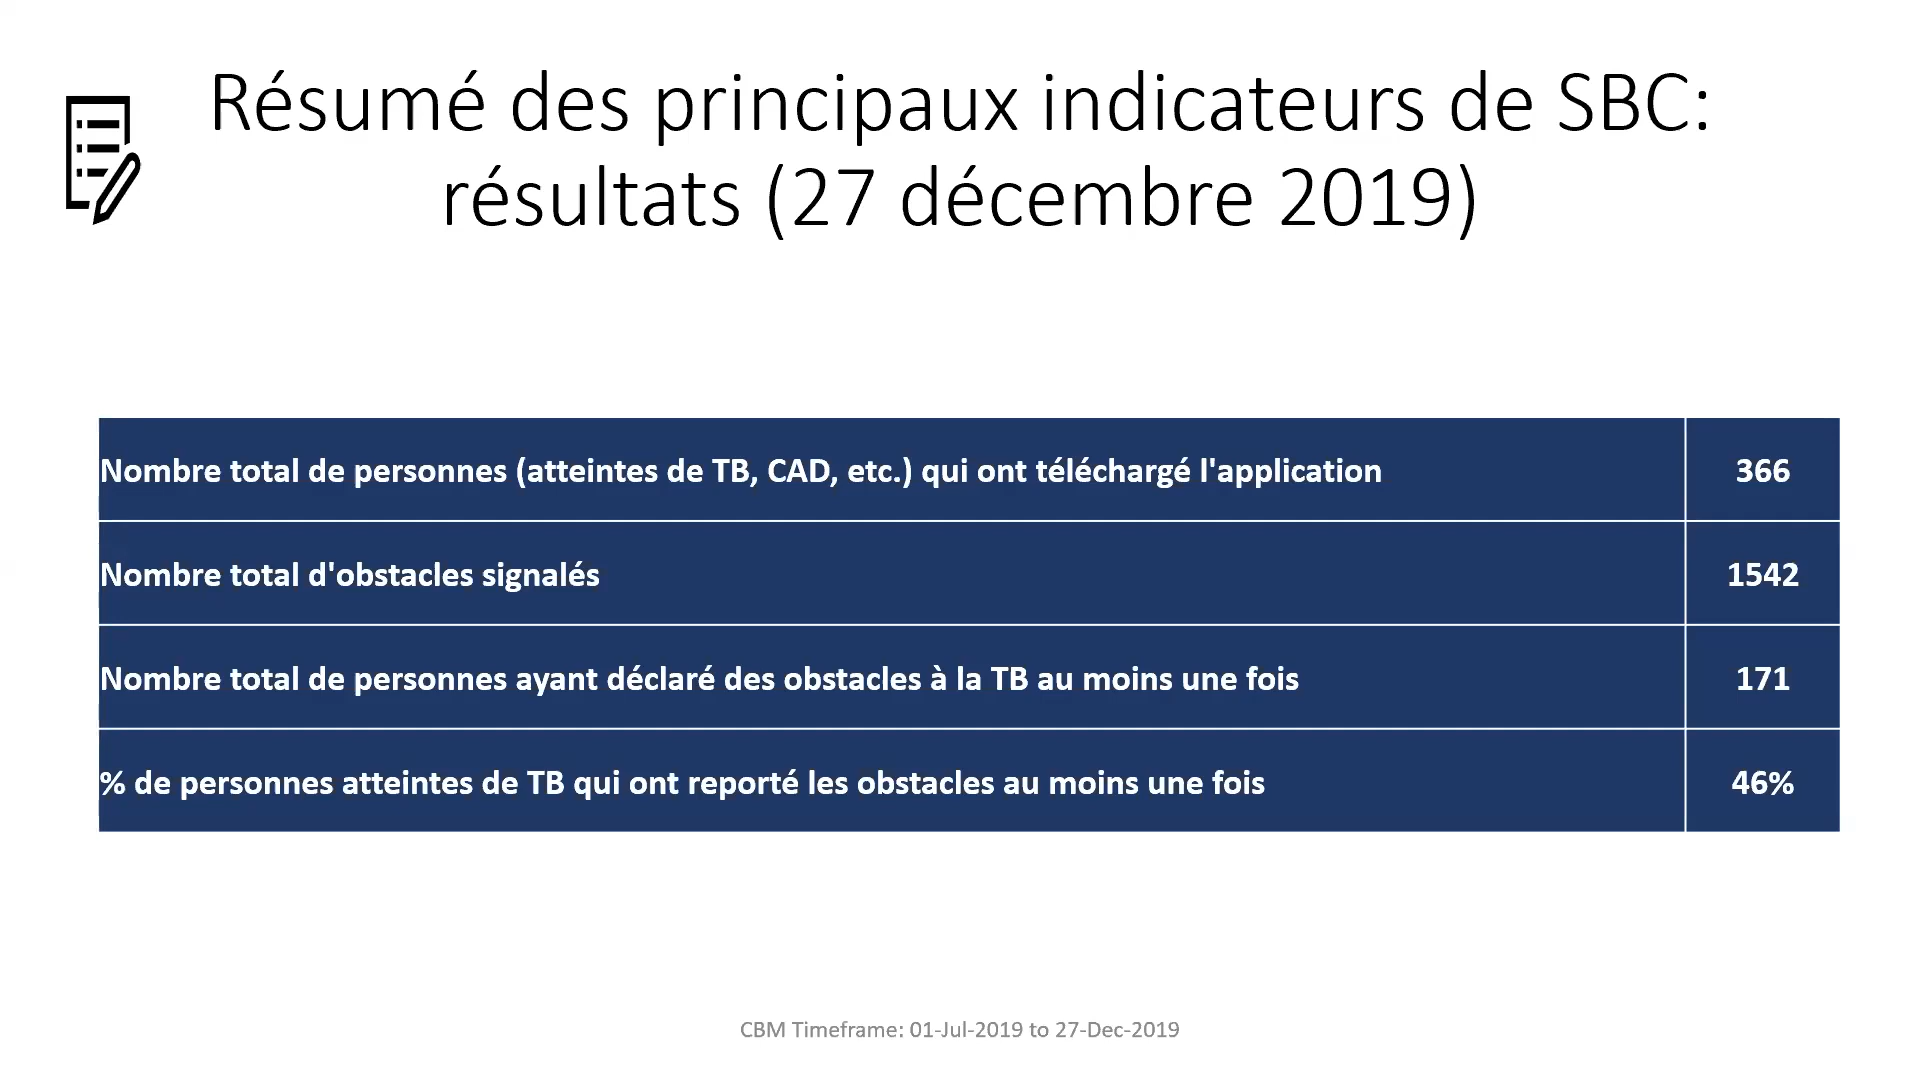 Résumé des principaux indicateurs de SBC:
résultats (27 décembre 2019)
Nombre total de personnes (atteintes de TB, CAD, etc.) qui ont téléchargé l'application 366
Nombre total d'obstacles signalés 1542
Nombre total de personnes ayant déclaré des obstacles à la TB au moins une fois 171
% de personnes atteintes de TB qui ont reporté les obstacles au moins une fois 46%
CBM Timeframe: 01-Jul-2019 to 27-Dec-2019